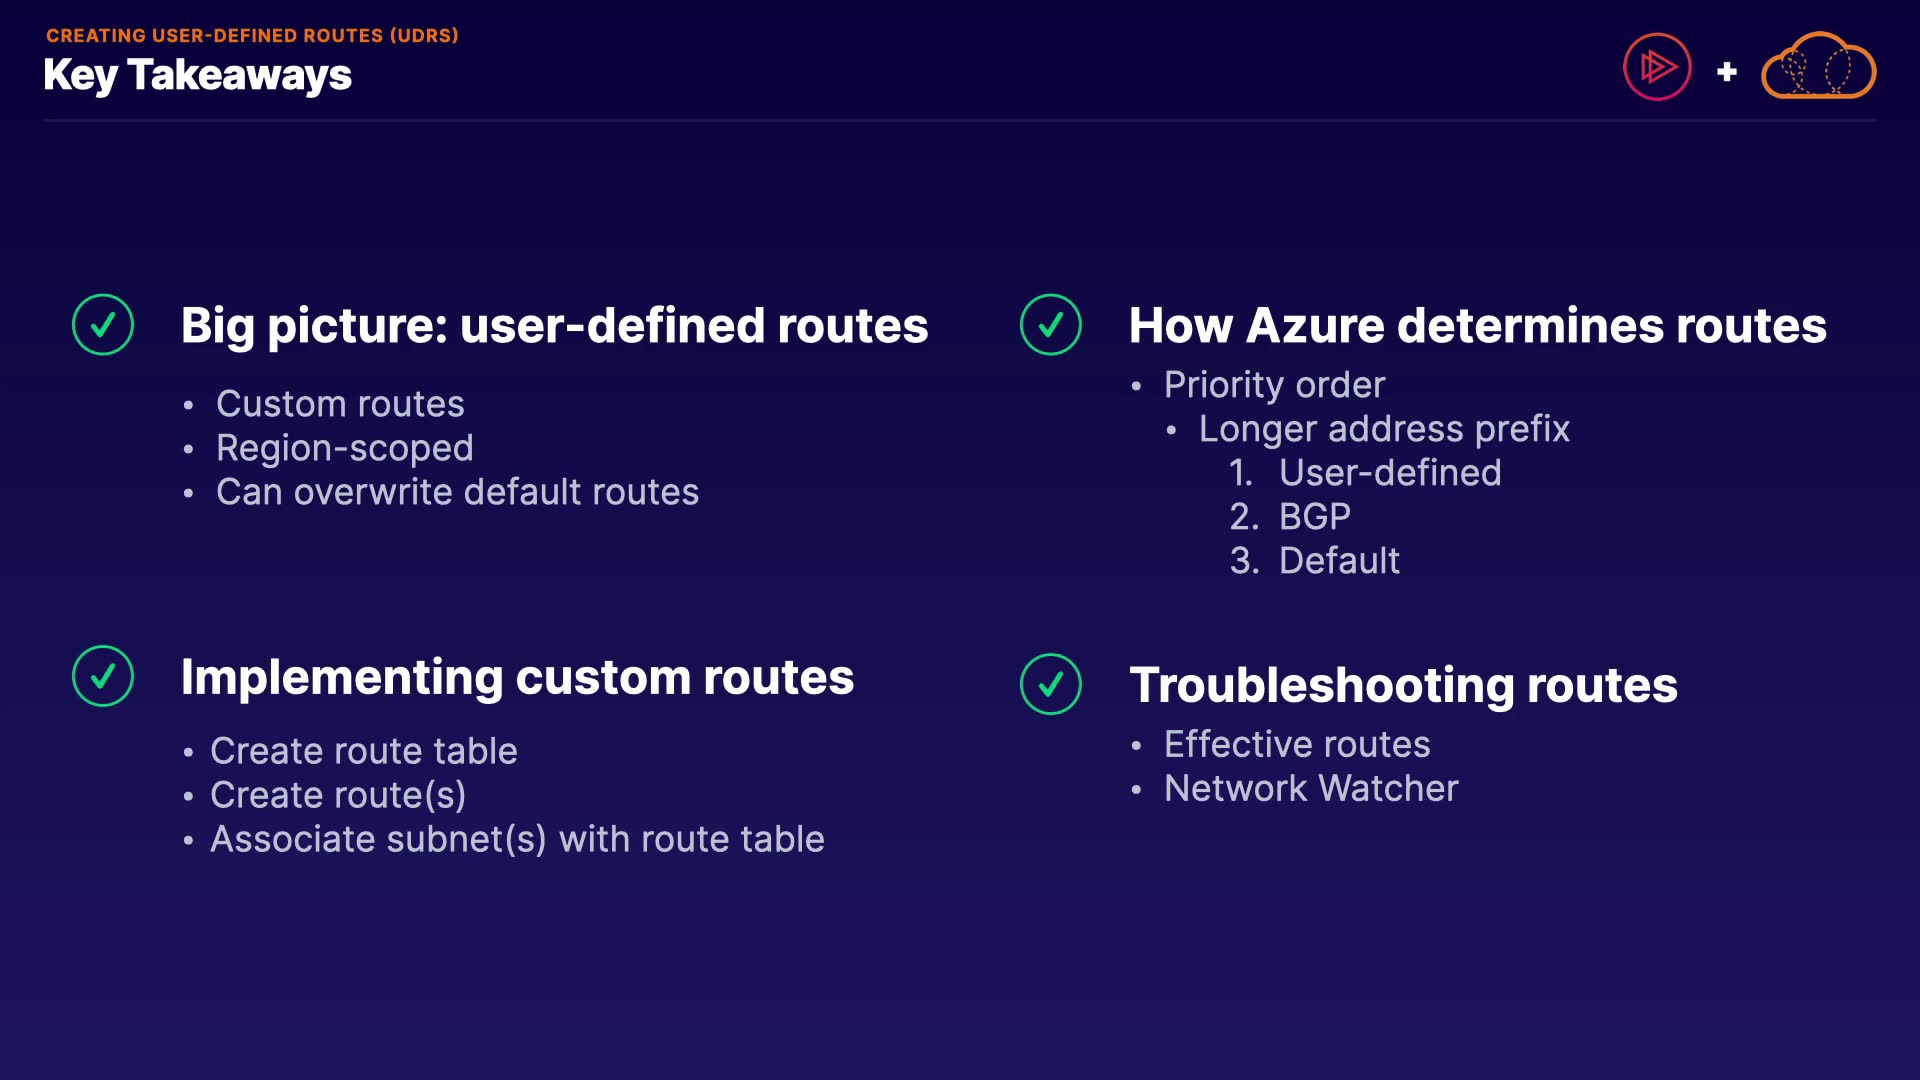 CREATING USER-DEFINED ROUTES (UDRS)
Key Takeaways
+
Big picture: user-defined routes
• Custom routes
• Region-scoped
• Can overwrite default routes
How Azure determines routes
• Priority order
• Longer address prefix
1. User-defined
2. BGP
3. Default
Implementing custom routes
• Create route table
• Create route(s)
• Associate subnet(s) with route table
Troubleshooting routes
• Effective routes
• Network Watcher